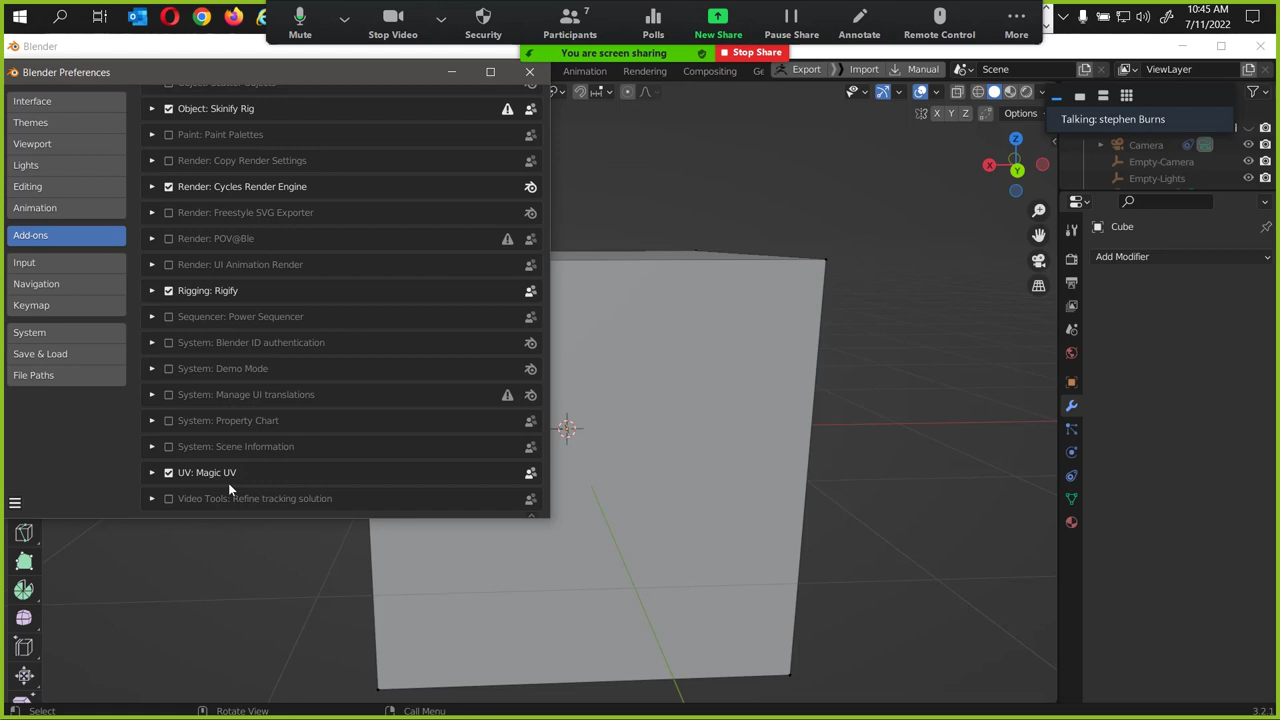 10:45 AM
7/11/2022
7
Mute
Stop Video
Security
Participants
Polls
New Share
Pause Share
Annotate
Remote Control
More
Blender
You are screen sharing
Stop Share
Animation
Rendering
Compositing
Export
Import
Manual
Scene
ViewLayer
Blender Preferences
Interface
Themes
Viewport
Lights
Editing
Animation
Add-ons
Input
Navigation
Keymap
System
Save & Load
File Paths
Object: Skinify Rig
Paint: Paint Palettes
Render: Copy Render Settings
Render: Cycles Render Engine
Render: Freestyle SVG Exporter
Render: POV@Ble
Render: UI Animation Render
Rigging: Rigify
Sequencer: Power Sequencer
System: Blender ID authentication
System: Demo Mode
System: Manage UI translations
System: Property Chart
System: Scene Information
UV: Magic UV
Video Tools: Refine tracking solution
X Y Z
Options
Z
X
Y
Talking: stephen Burns
Camera
Empty-Camera
Empty-Lights
Cube
Add Modifier
Select
Rotate View
Call Menu
3.2.1